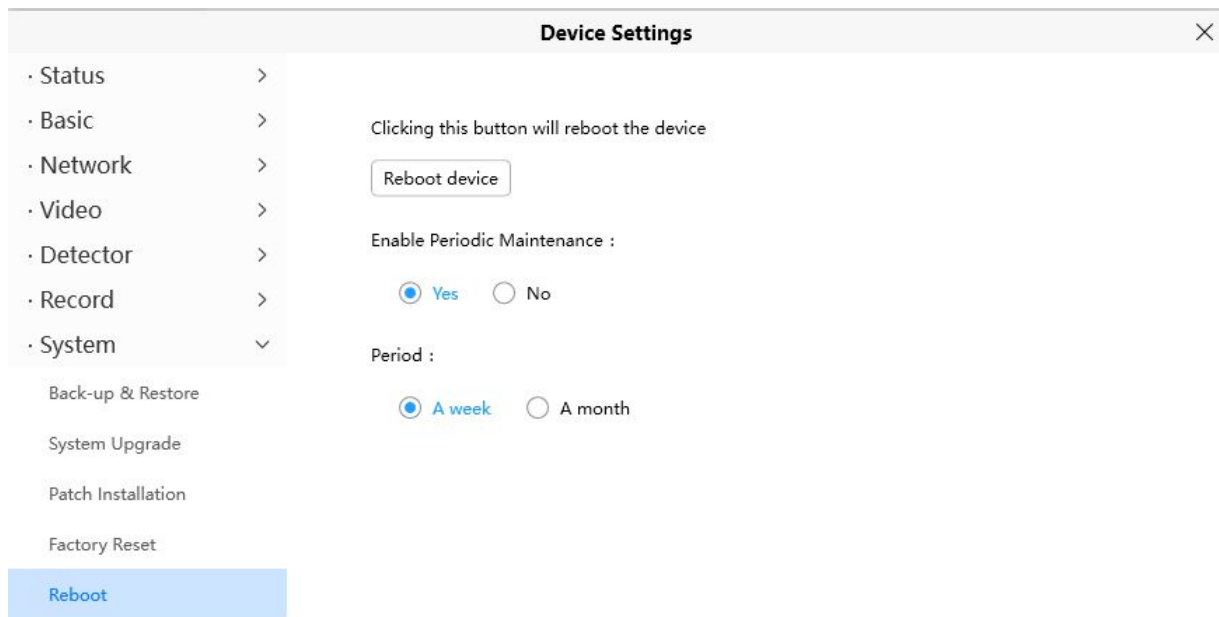 Device Settings
· Status
· Basic
· Network
· Video
· Detector
· Record
· System
Back-up & Restore
System Upgrade
Patch Installation
Factory Reset
Reboot
Clicking this button will reboot the device
Reboot device
Enable Periodic Maintenance :
Yes No
Period :
A week A month